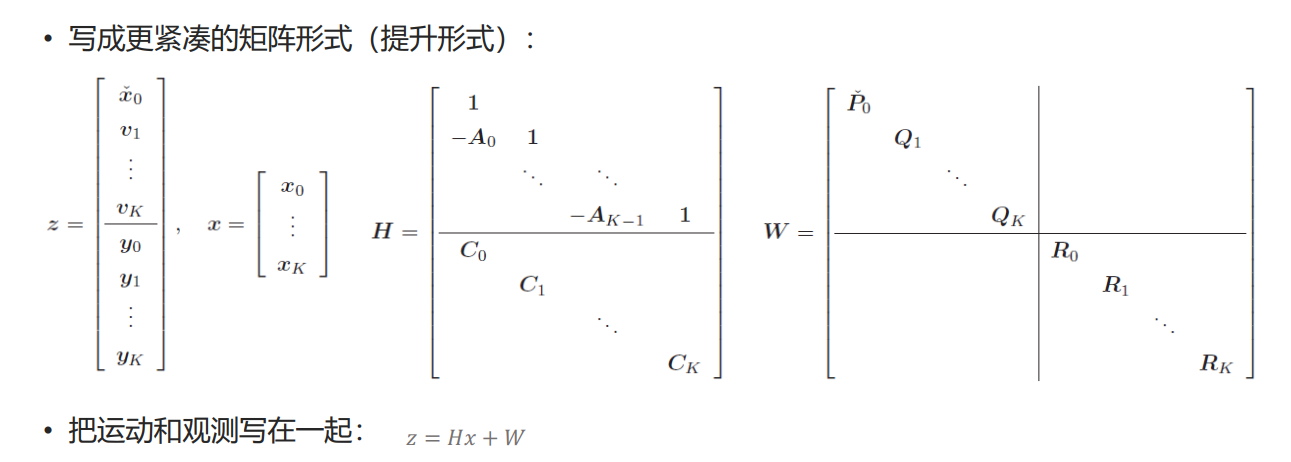 • 写成更紧凑的矩阵形式（提升形式）：
z = [ x̌₀ v₁ ⋮ v_K y₀ y₁ ⋮ y_K ] , x = [ x₀ ⋮ x_K ] H = [ 1 ; −A₀ 1 ; ⋱ ⋱ ; −A_{K−1} 1 ; C₀ ; C₁ ; ⋱ ; C_K ] W = [ P̌₀ ; Q₁ ; ⋱ ; Q_K ; R₀ ; R₁ ; ⋱ ; R_K ]
• 把运动和观测写在一起： z = Hx + W